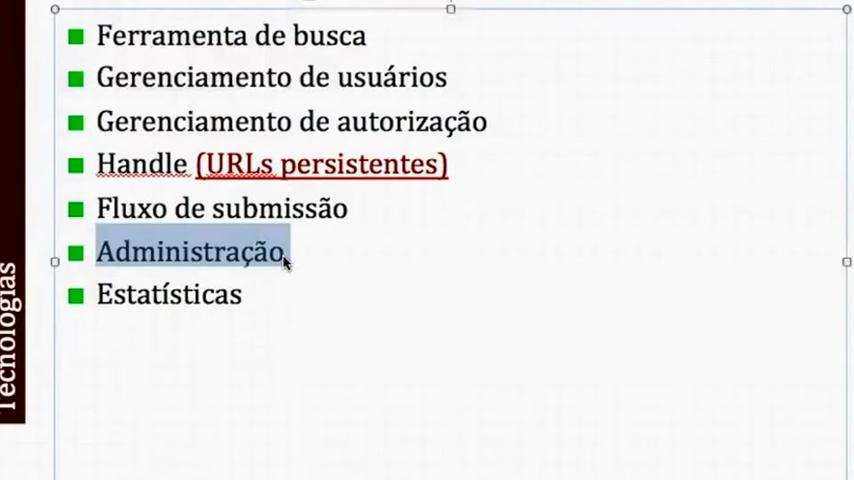 Ferramenta de busca
Gerenciamento de usuários
Gerenciamento de autorização
Handle (URLs persistentes)
Fluxo de submissão
Administração
Estatísticas
Tecnologias